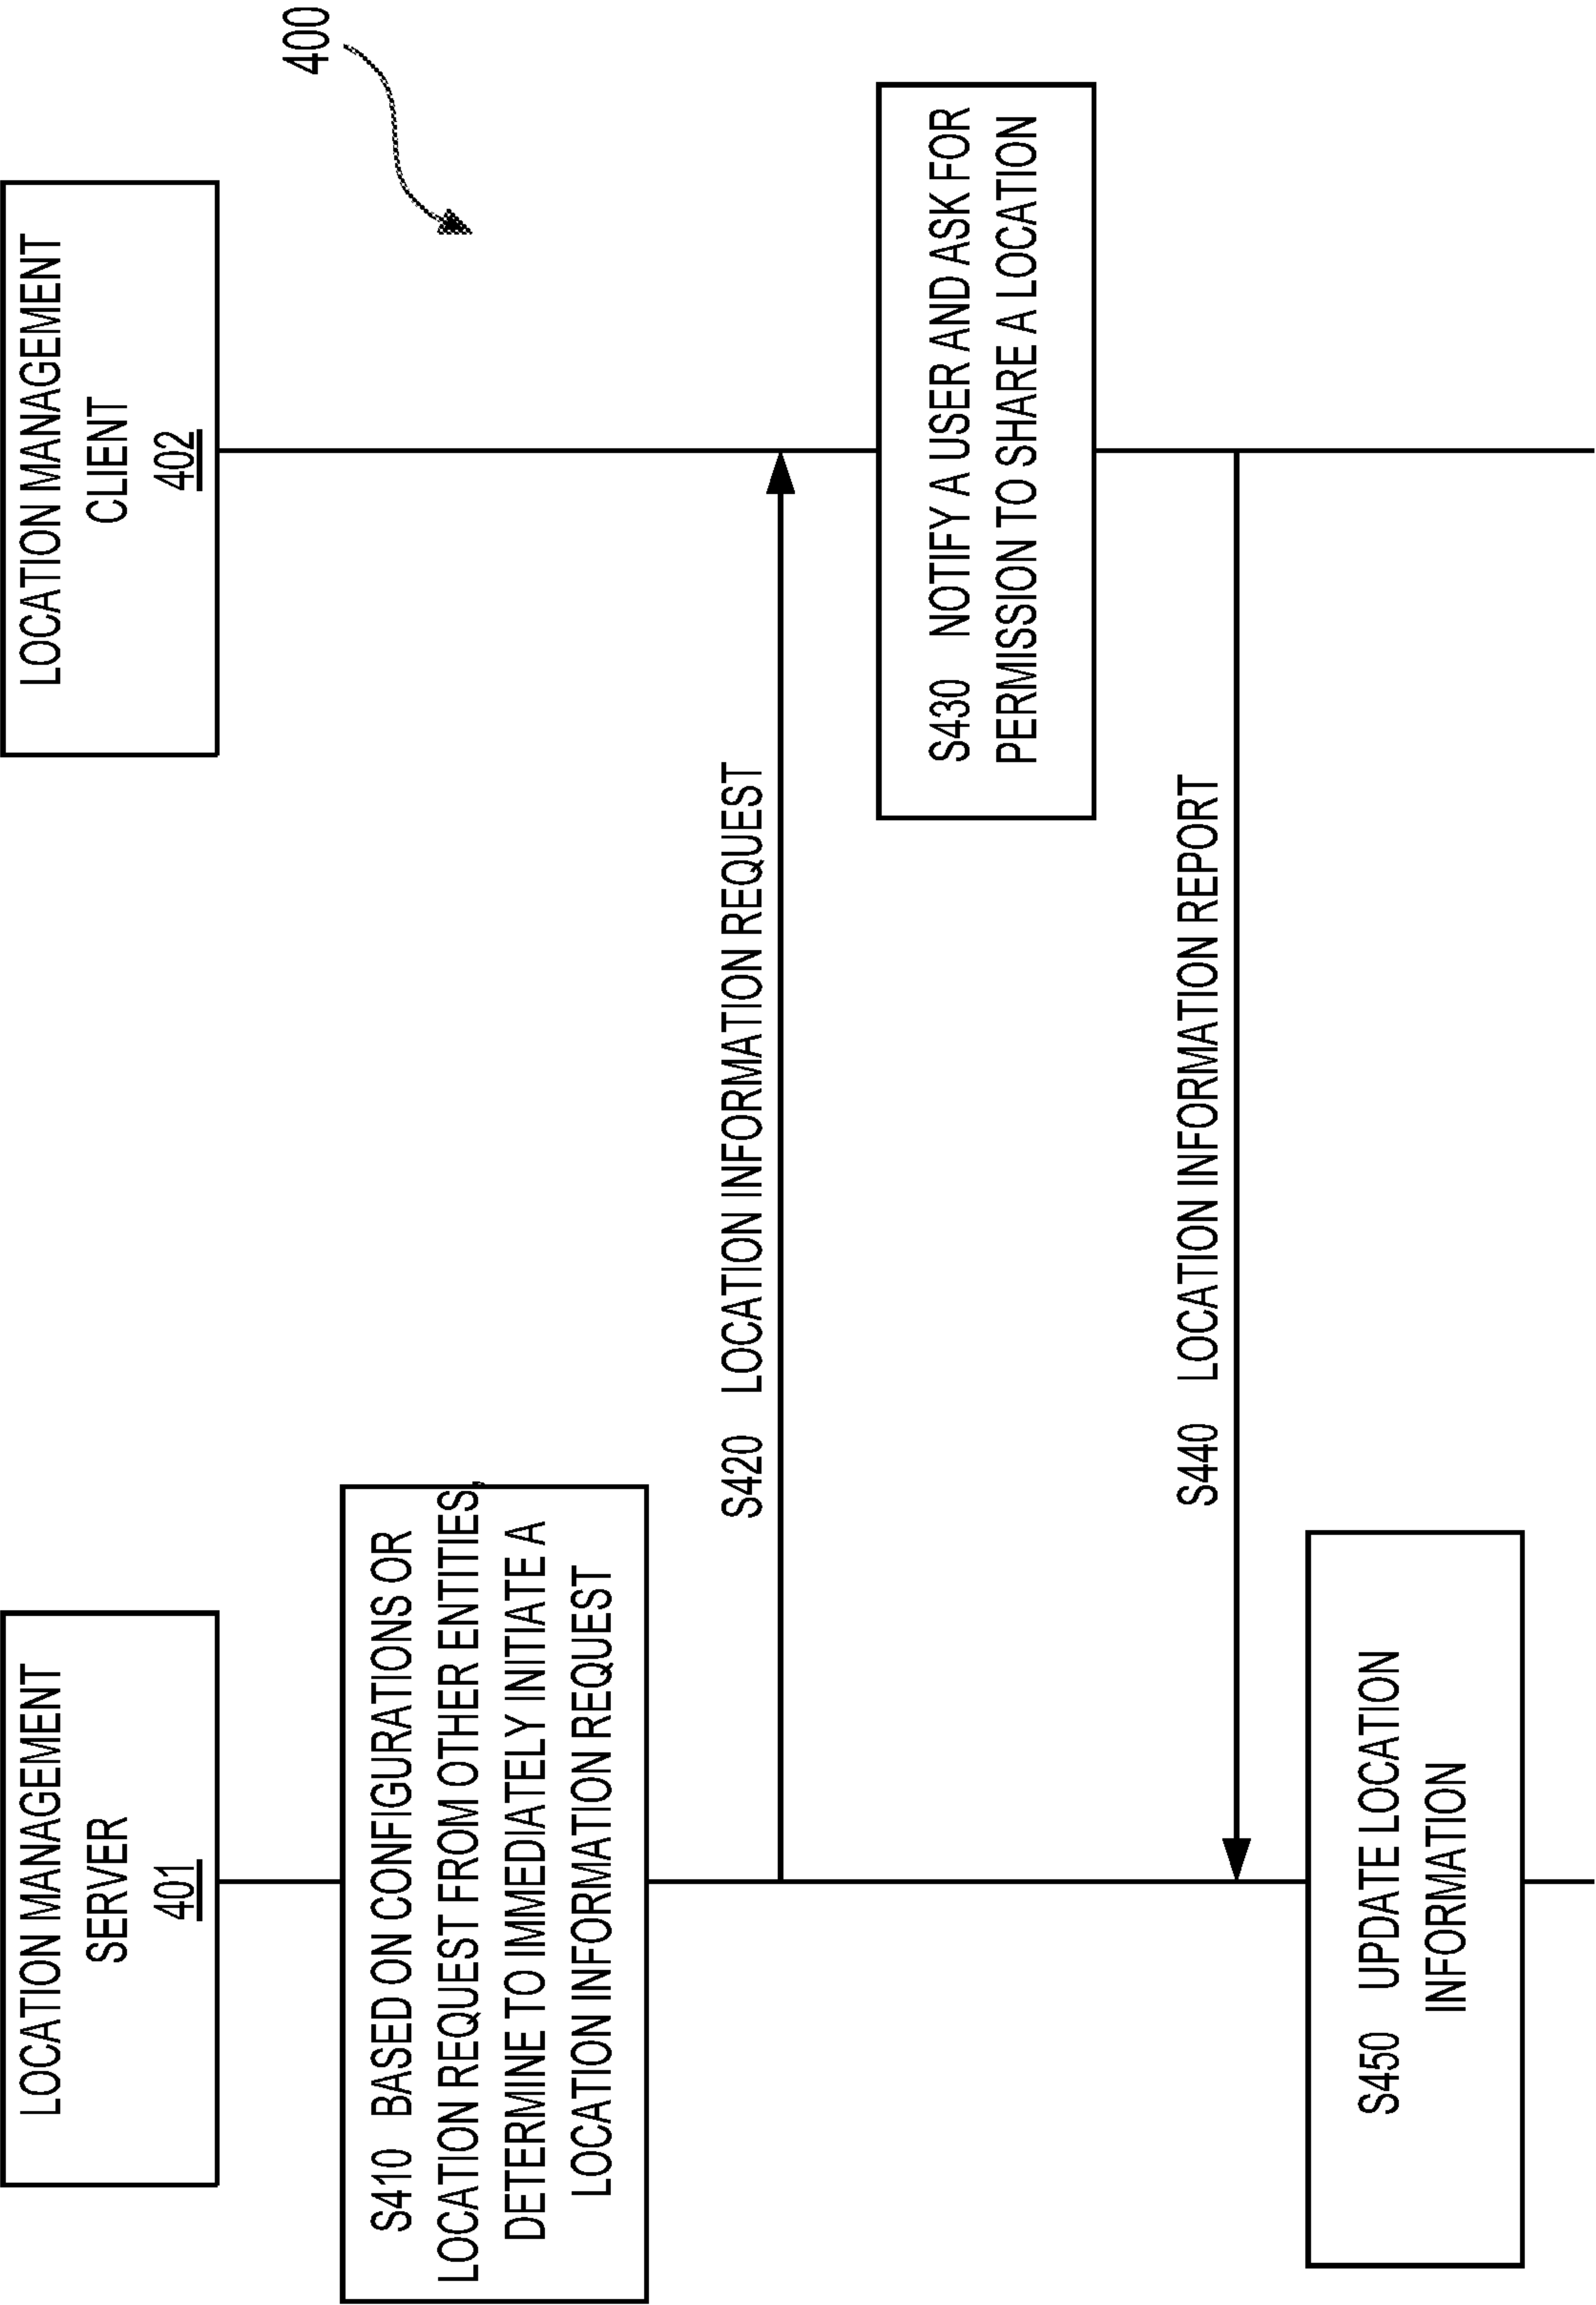 400
LOCATION MANAGEMENT
SERVER
401
LOCATION MANAGEMENT
CLIENT
402
S410 BASED ON CONFIGURATIONS OR
LOCATION REQUEST FROM OTHER ENTITIES,
DETERMINE TO IMMEDIATELY INITIATE A
LOCATION INFORMATION REQUEST
S420 LOCATION INFORMATION REQUEST
S430 NOTIFY A USER AND ASK FOR
PERMISSION TO SHARE A LOCATION
S440 LOCATION INFORMATION REPORT
S450 UPDATE LOCATION
INFORMATION